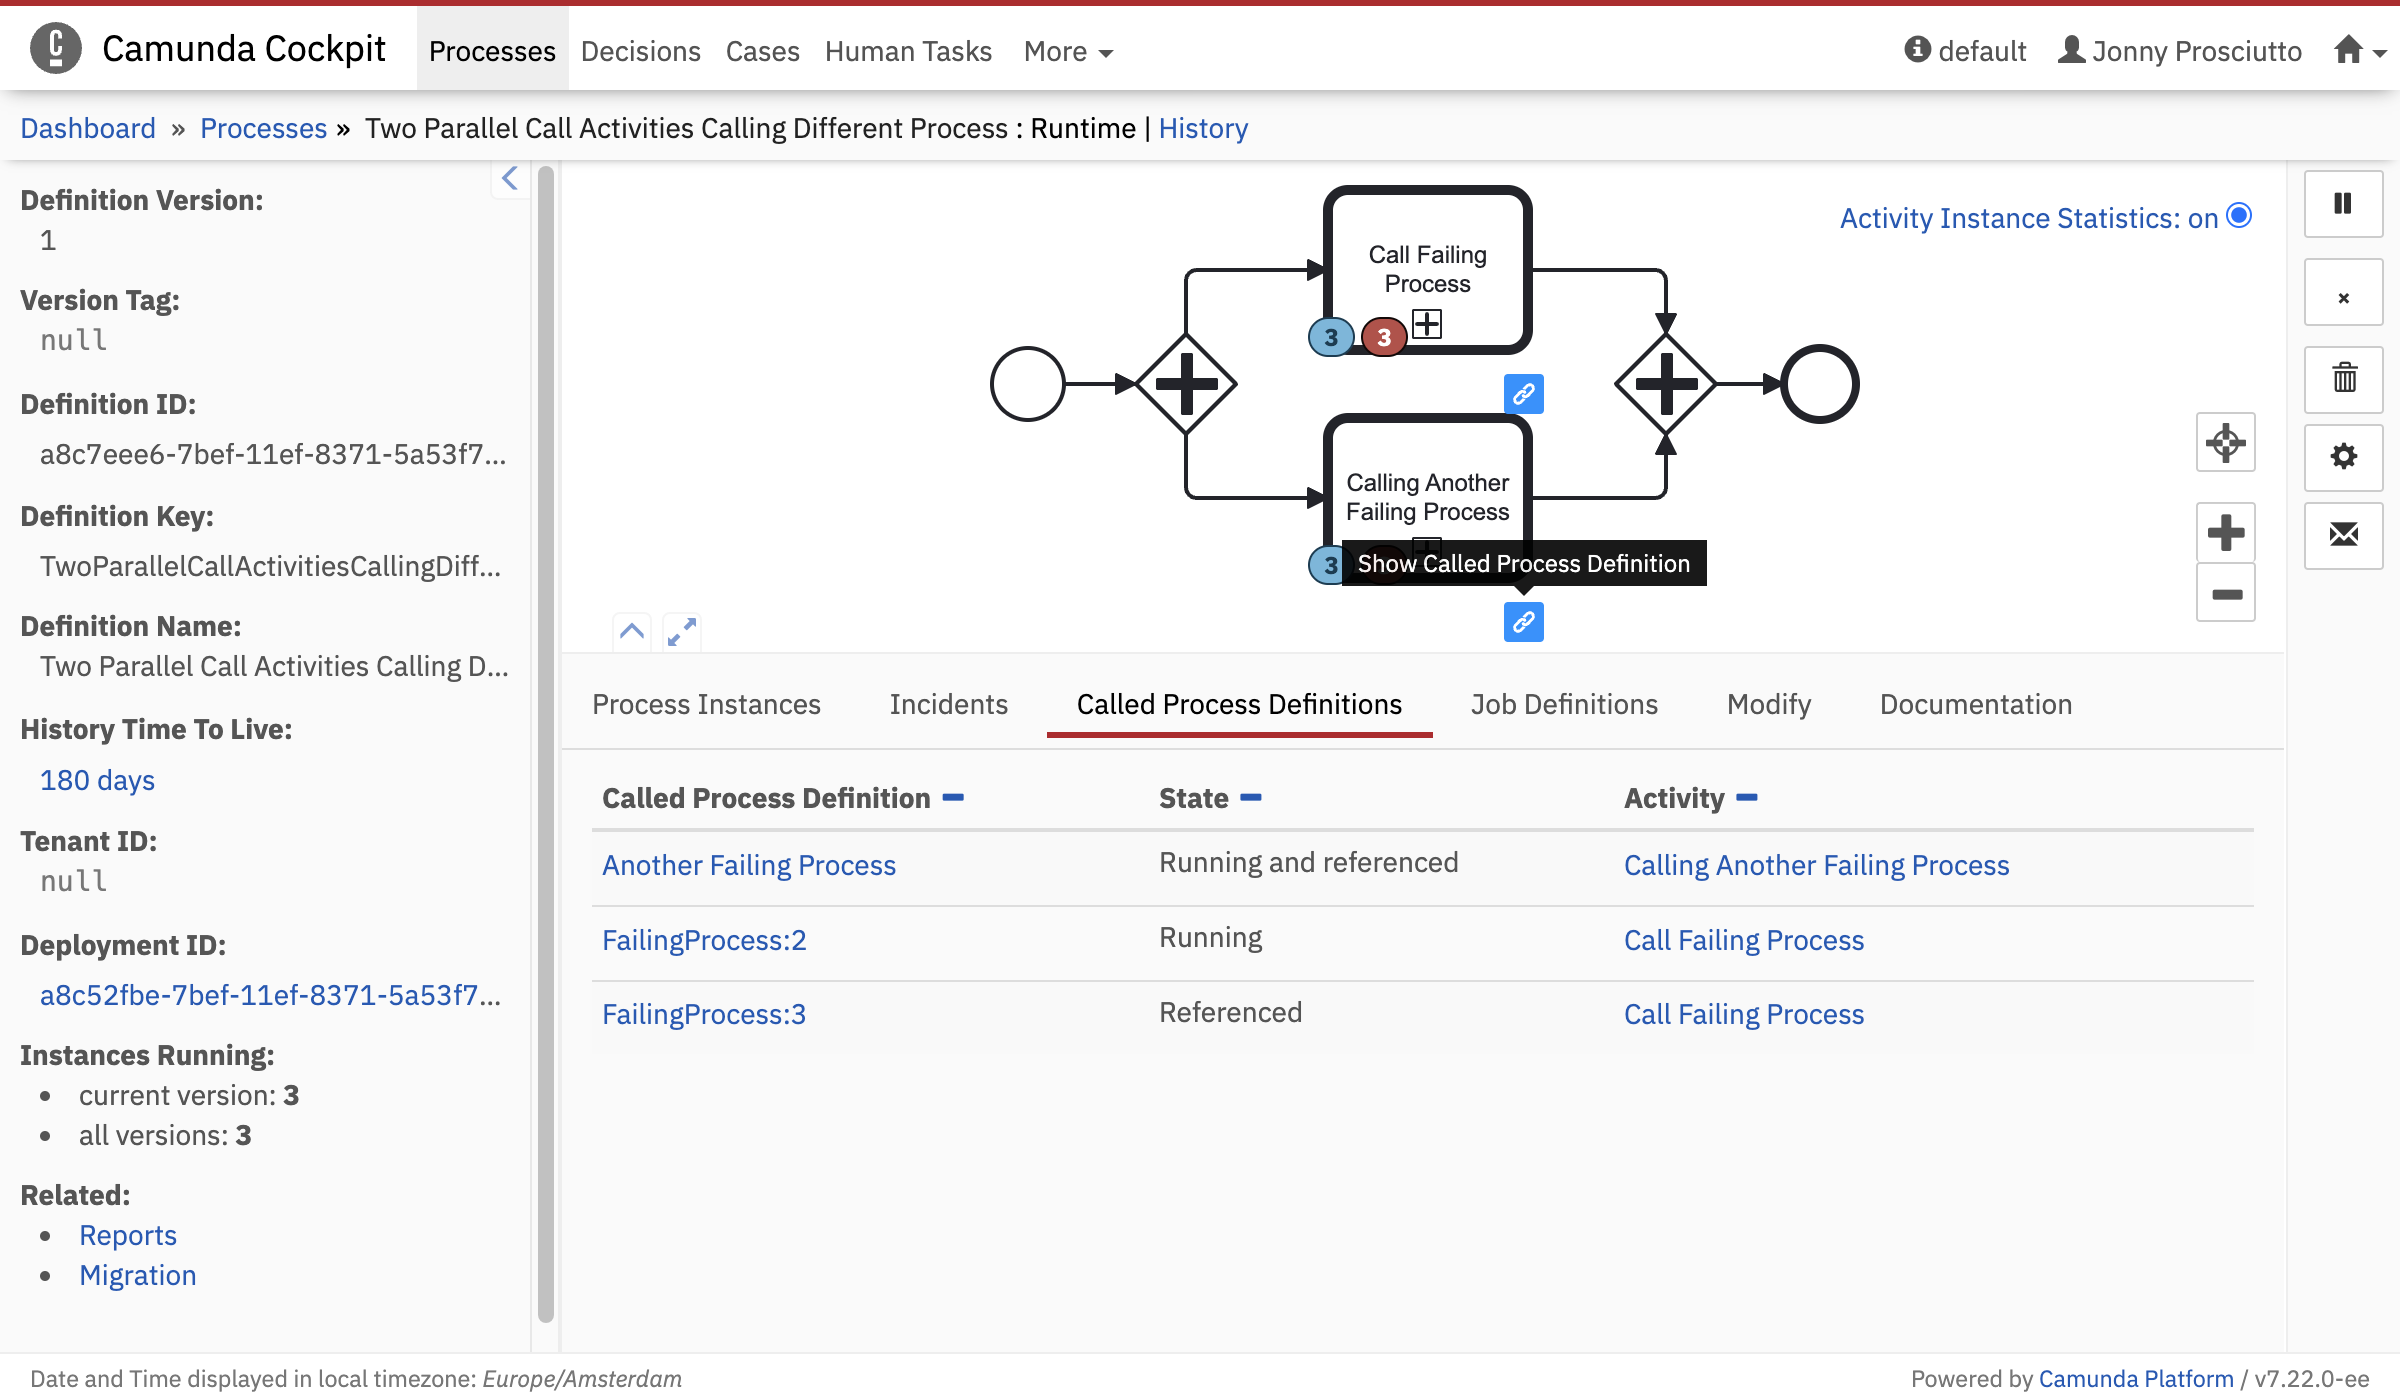 Camunda Cockpit Processes Decisions Cases Human Tasks More default Jonny Prosciutto
Dashboard » Processes » Two Parallel Call Activities Calling Different Process : Runtime | History
Definition Version:
1
Version Tag:
null
Definition ID:
a8c7eee6-7bef-11ef-8371-5a53f7...
Definition Key:
TwoParallelCallActivitiesCallingDiff...
Definition Name:
Two Parallel Call Activities Calling D...
History Time To Live:
180 days
Tenant ID:
null
Deployment ID:
a8c52fbe-7bef-11ef-8371-5a53f7...
Instances Running:
current version: 3
all versions: 3
Related:
Reports
Migration
Activity Instance Statistics: on
Call Failing
Process
3 3
Calling Another
Failing Process
3
Show Called Process Definition
Process Instances Incidents Called Process Definitions Job Definitions Modify Documentation
Called Process Definition State Activity
Another Failing Process Running and referenced Calling Another Failing Process
FailingProcess:2 Running Call Failing Process
FailingProcess:3 Referenced Call Failing Process
Date and Time displayed in local timezone: Europe/Amsterdam
Powered by Camunda Platform / v7.22.0-ee